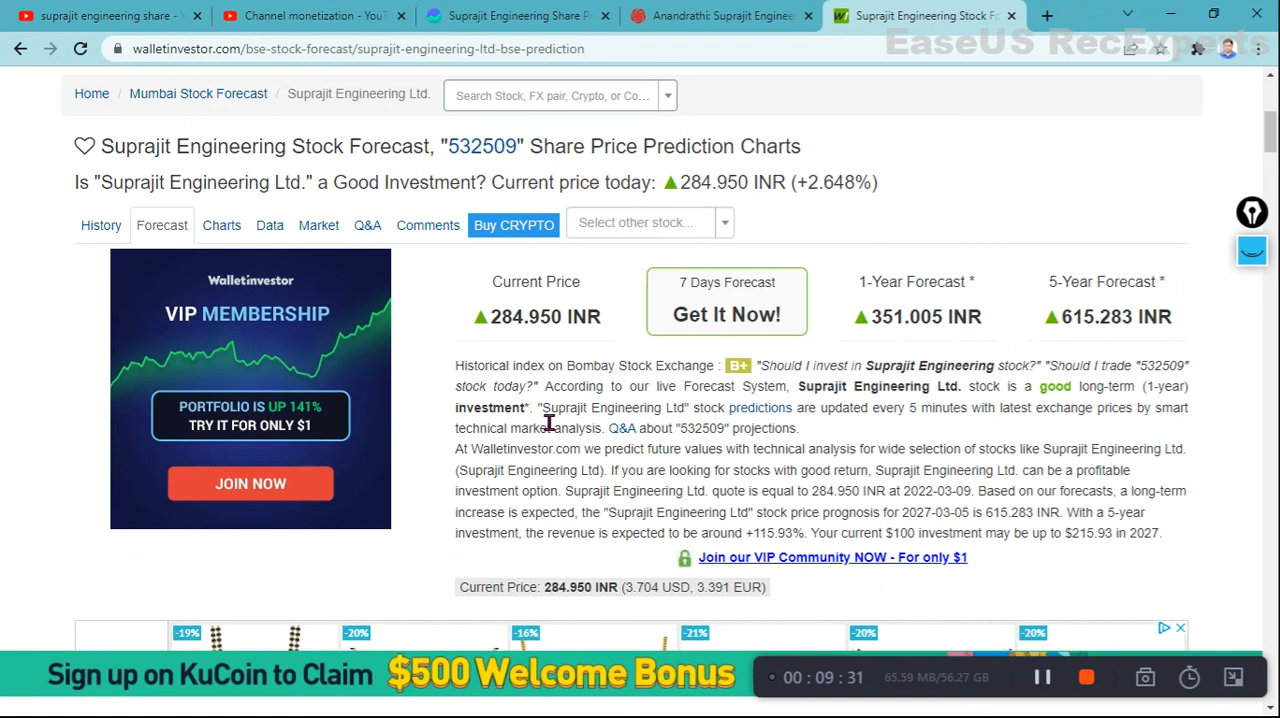 suprajit engineering share - Y
Channel monetization - YouT
Suprajit Engineering Share P
Anandrathi: Suprajit Enginee
Suprajit Engineering Stock Fo
walletinvestor.com/bse-stock-forecast/suprajit-engineering-ltd-bse-prediction
EaseUS RecExperts
Home / Mumbai Stock Forecast / Suprajit Engineering Ltd.
Search Stock, FX pair, Crypto, or Co...
Suprajit Engineering Stock Forecast, "532509" Share Price Prediction Charts
Is "Suprajit Engineering Ltd." a Good Investment? Current price today: ▲284.950 INR (+2.648%)
History Forecast Charts Data Market Q&A Comments Buy CRYPTO Select other stock...
Walletinvestor
VIP MEMBERSHIP
PORTFOLIO IS UP 141%
TRY IT FOR ONLY $1
JOIN NOW
Current Price
▲284.950 INR
7 Days Forecast
Get It Now!
1-Year Forecast *
▲351.005 INR
5-Year Forecast *
▲615.283 INR
Historical index on Bombay Stock Exchange : B+ "Should I invest in Suprajit Engineering stock?" "Should I trade "532509"
stock today?" According to our live Forecast System, Suprajit Engineering Ltd. stock is a good long-term (1-year)
investment*. "Suprajit Engineering Ltd" stock predictions are updated every 5 minutes with latest exchange prices by smart
technical market analysis. Q&A about "532509" projections.
At Walletinvestor.com we predict future values with technical analysis for wide selection of stocks like Suprajit Engineering Ltd.
(Suprajit Engineering Ltd). If you are looking for stocks with good return, Suprajit Engineering Ltd. can be a profitable
investment option. Suprajit Engineering Ltd. quote is equal to 284.950 INR at 2022-03-09. Based on our forecasts, a long-term
increase is expected, the "Suprajit Engineering Ltd" stock price prognosis for 2027-03-05 is 615.283 INR. With a 5-year
investment, the revenue is expected to be around +115.93%. Your current $100 investment may be up to $215.93 in 2027.
Join our VIP Community NOW - For only $1
Current Price: 284.950 INR (3.704 USD, 3.391 EUR)
-19% -20% -16% -21% -20% -20%
Sign up on KuCoin to Claim $500 Welcome Bonus
00 : 09 : 31 65.59 MB/56.27 GB